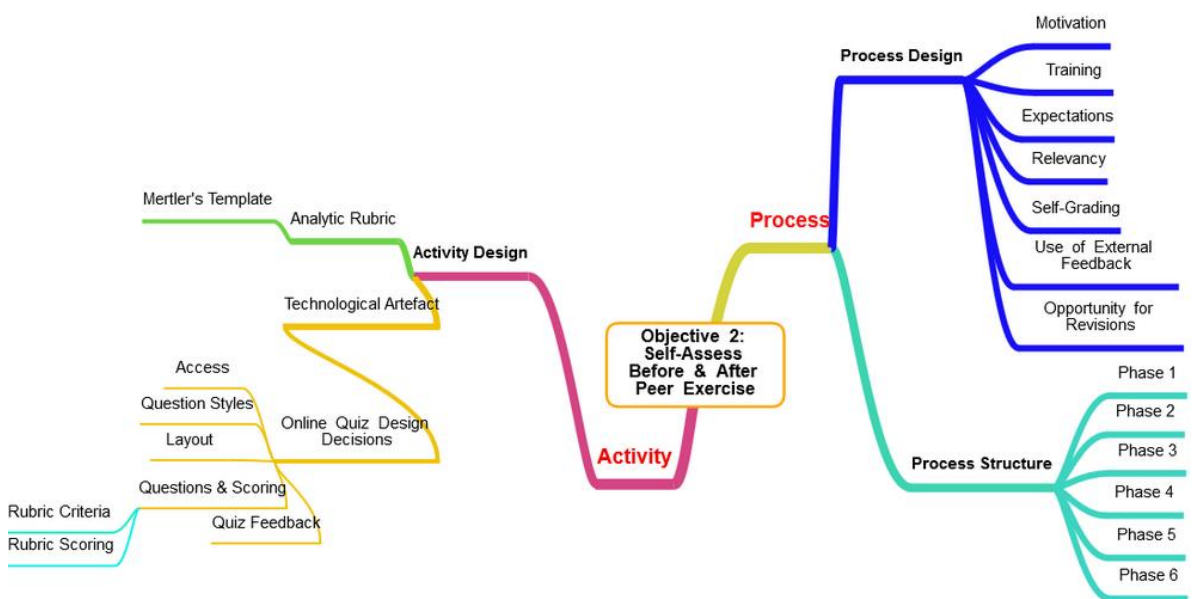 Objective 2:
Self-Assess
Before & After
Peer Exercise
Process
Process Design
Motivation
Training
Expectations
Relevancy
Self-Grading
Use of External
Feedback
Opportunity for
Revisions
Process Structure
Phase 1
Phase 2
Phase 3
Phase 4
Phase 5
Phase 6
Activity
Activity Design
Analytic Rubric
Mertler's Template
Technological Artefact
Online Quiz Design
Decisions
Access
Question Styles
Layout
Questions & Scoring
Rubric Criteria
Rubric Scoring
Quiz Feedback